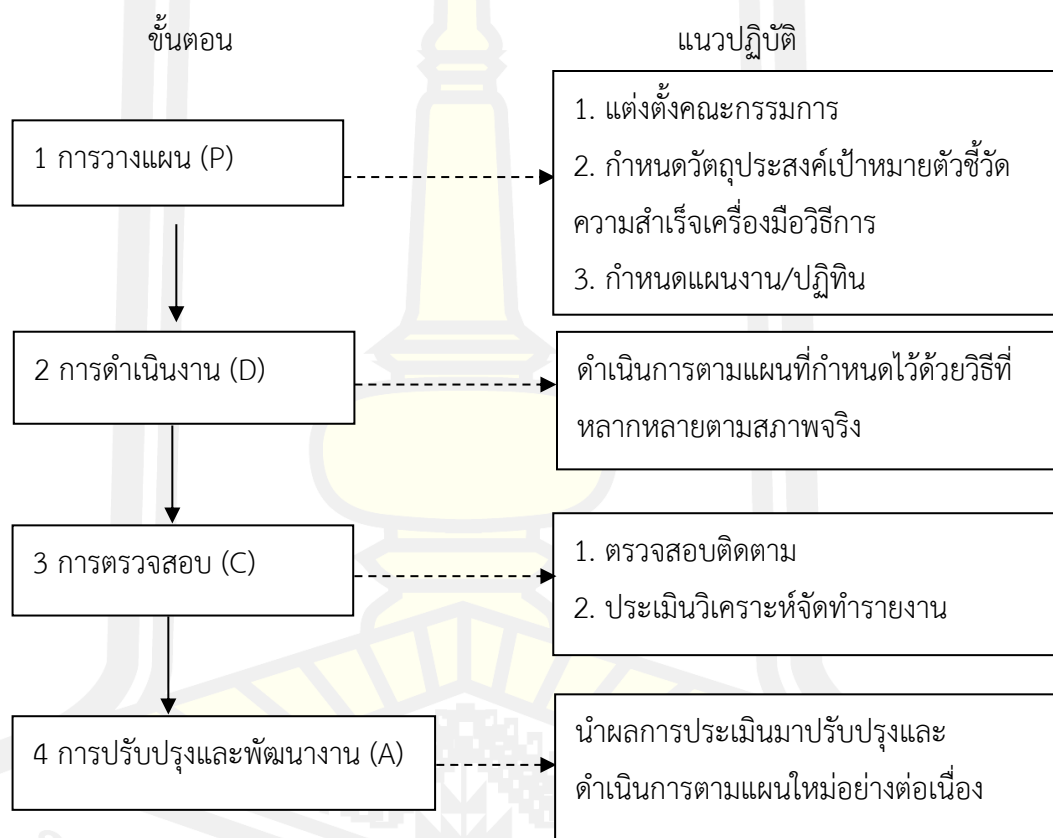 ขั้นตอน
แนวปฏิบัติ
1 การวางแผน (P)
1. แต่งตั้งคณะกรรมการ
2. กำหนดวัตถุประสงค์เป้าหมายตัวชี้วัด
ความสำเร็จเครื่องมือวิธีการ
3. กำหนดแผนงาน/ปฏิทิน
2 การดำเนินงาน (D)
ดำเนินการตามแผนที่กำหนดไว้ด้วยวิธีที่
หลากหลายตามสภาพจริง
3 การตรวจสอบ (C)
1. ตรวจสอบติดตาม
2. ประเมินวิเคราะห์จัดทำรายงาน
4 การปรับปรุงและพัฒนางาน (A)
นำผลการประเมินมาปรับปรุงและ
ดำเนินการตามแผนใหม่อย่างต่อเนื่อง